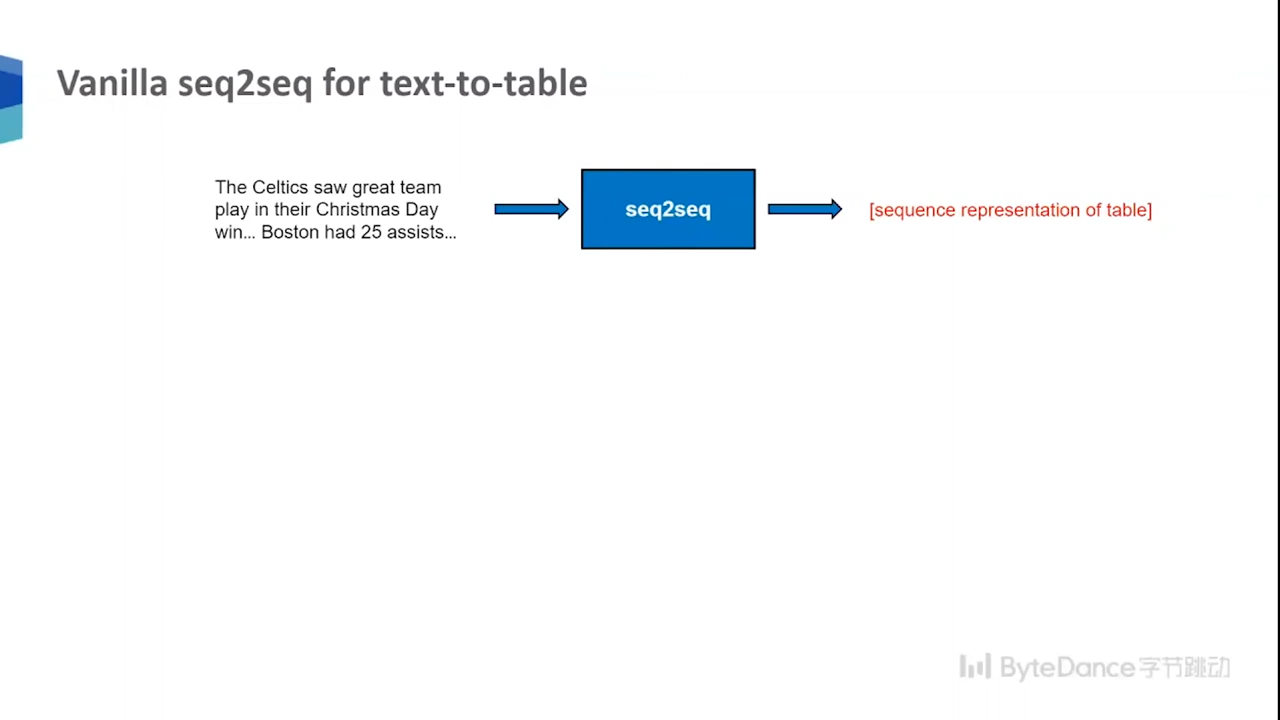 Vanilla seq2seq for text-to-table
The Celtics saw great team
play in their Christmas Day
win... Boston had 25 assists...
seq2seq
[sequence representation of table]
ByteDance字节跳动